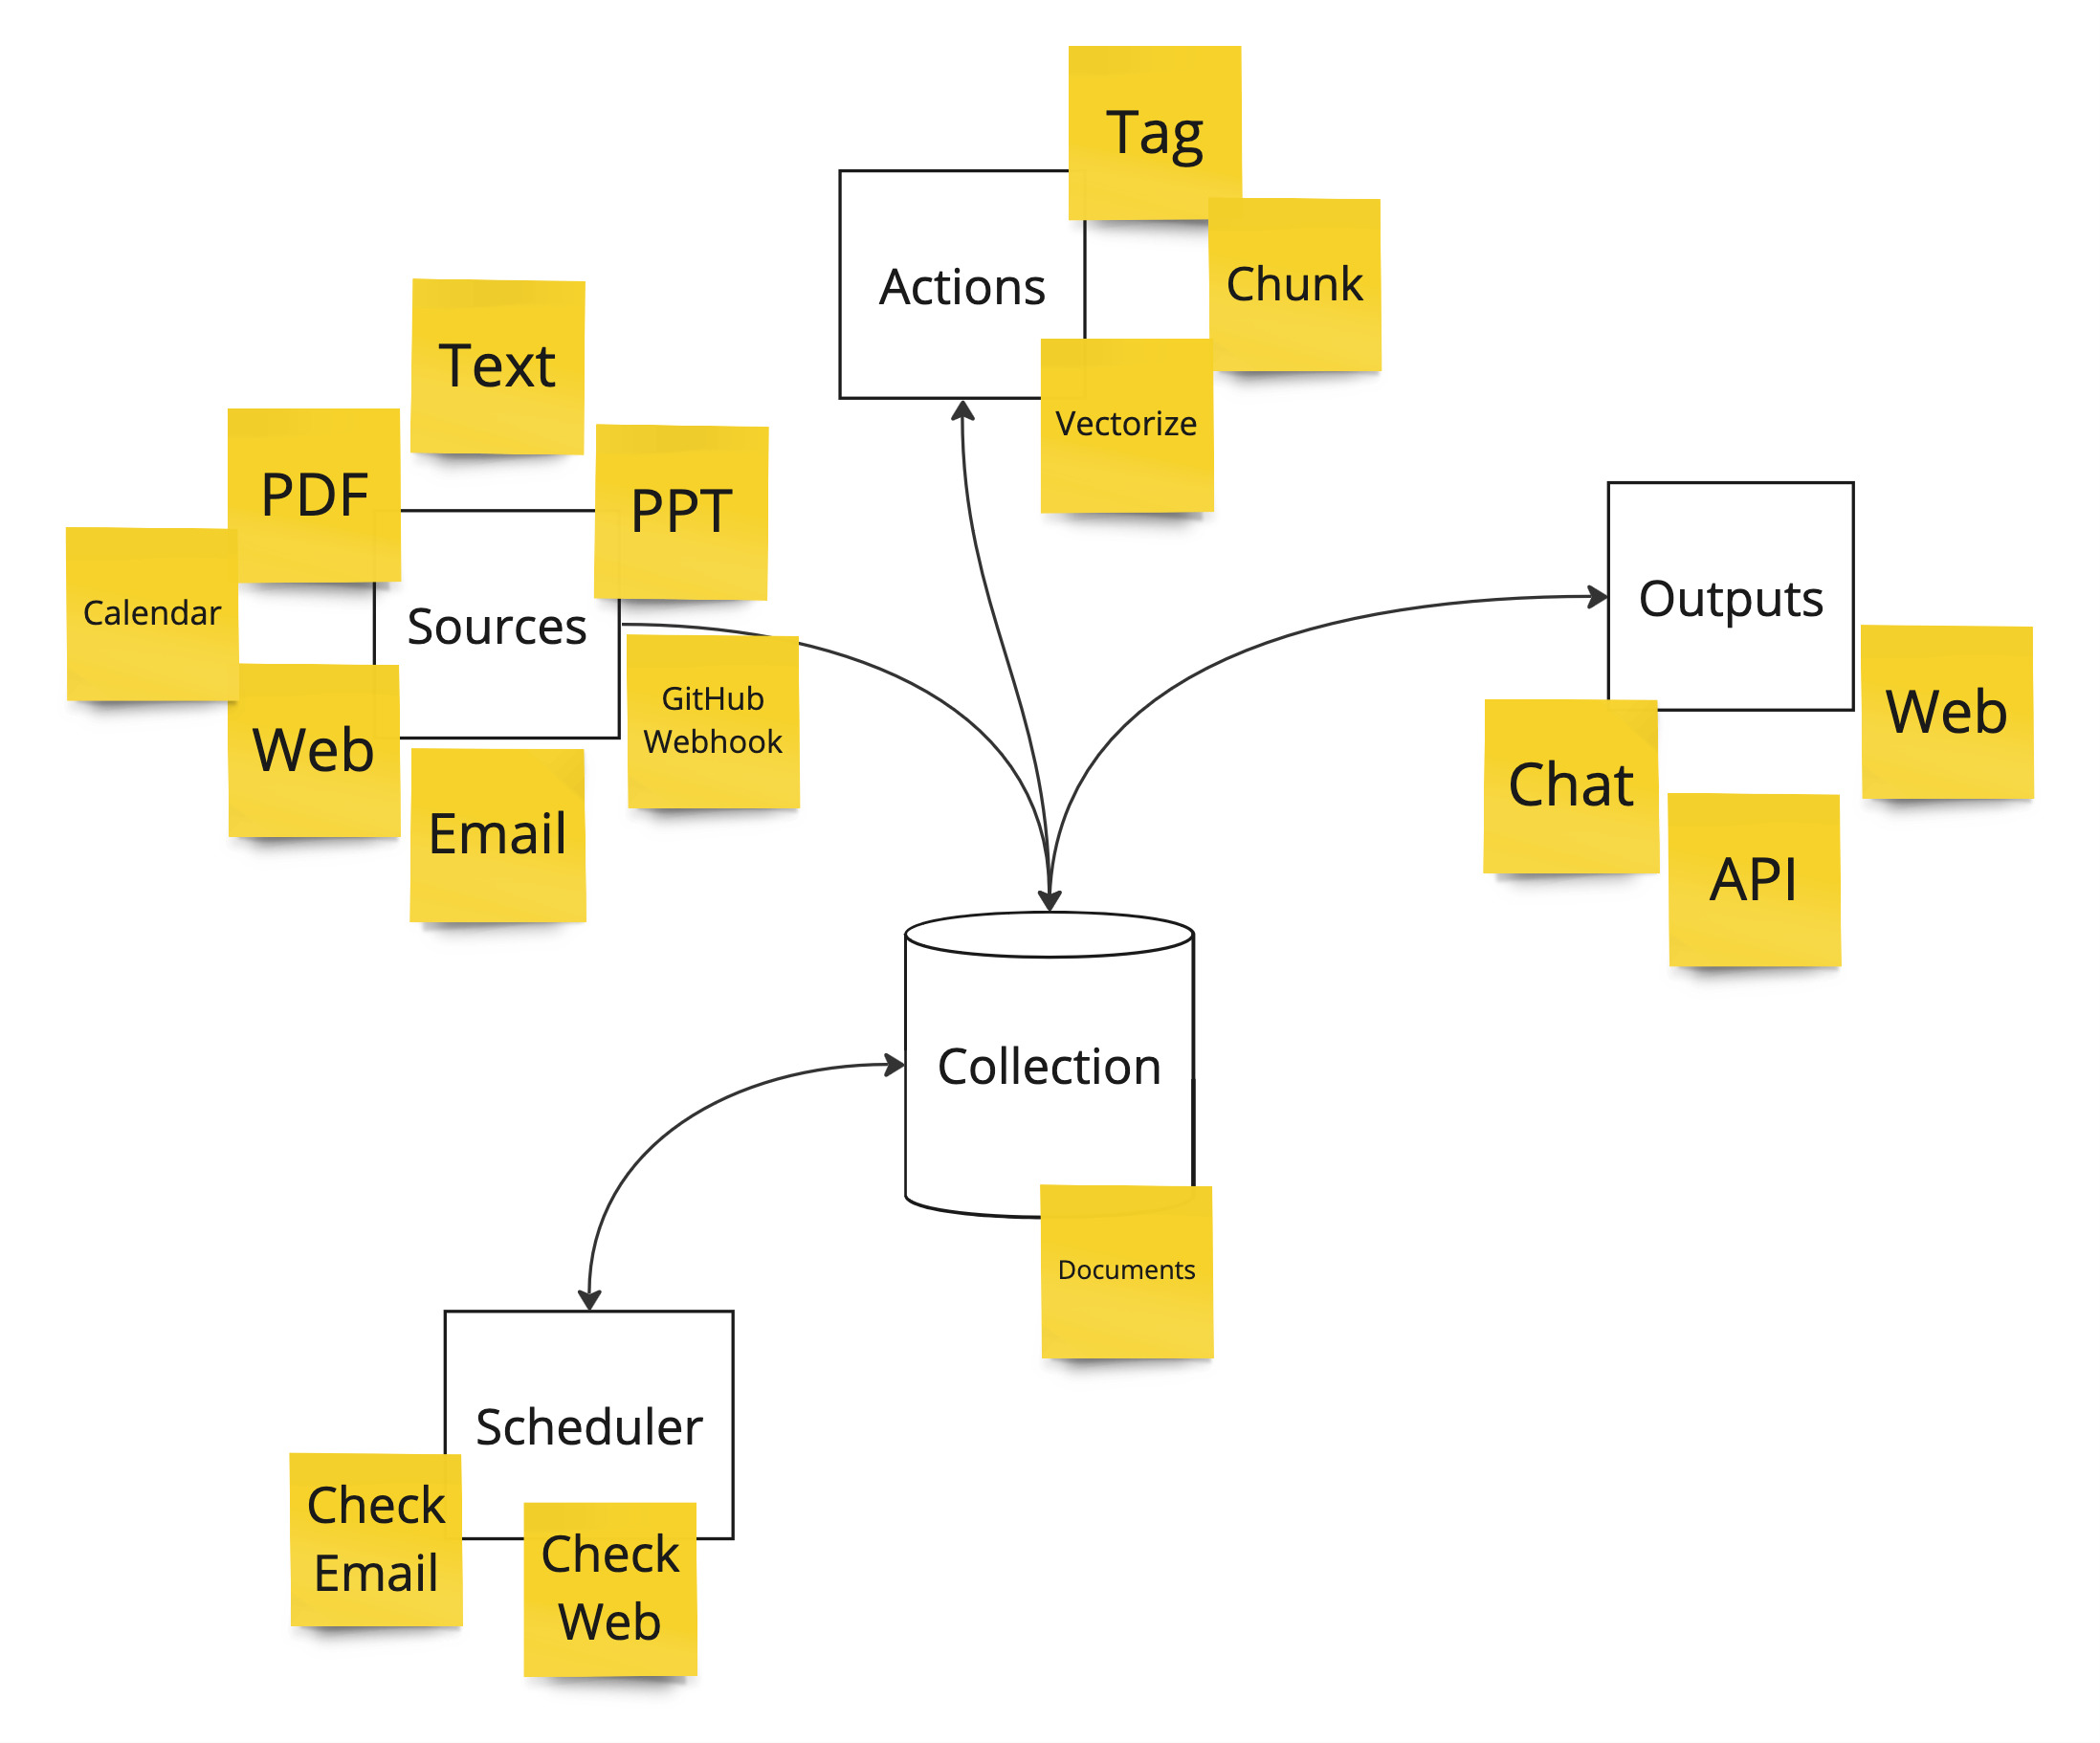 Tag
Actions
Chunk
Vectorize
Text
PDF
PPT
Calendar
Sources
GitHub
Webhook
Web
Email
Outputs
Web
Chat
API
Collection
Documents
Scheduler
Check
Email
Check
Web